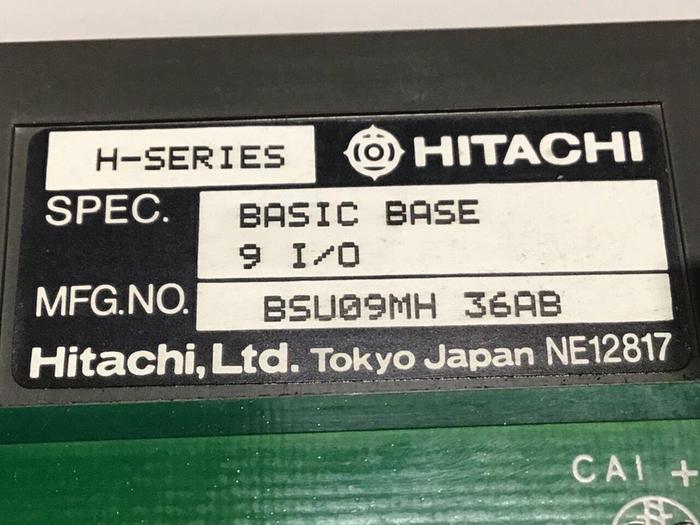 H-SERIES HITACHI
SPEC. BASIC BASE
9 I/O
MFG.NO. BSU09MH 36AB
Hitachi, Ltd. Tokyo Japan NE12817
CAI +